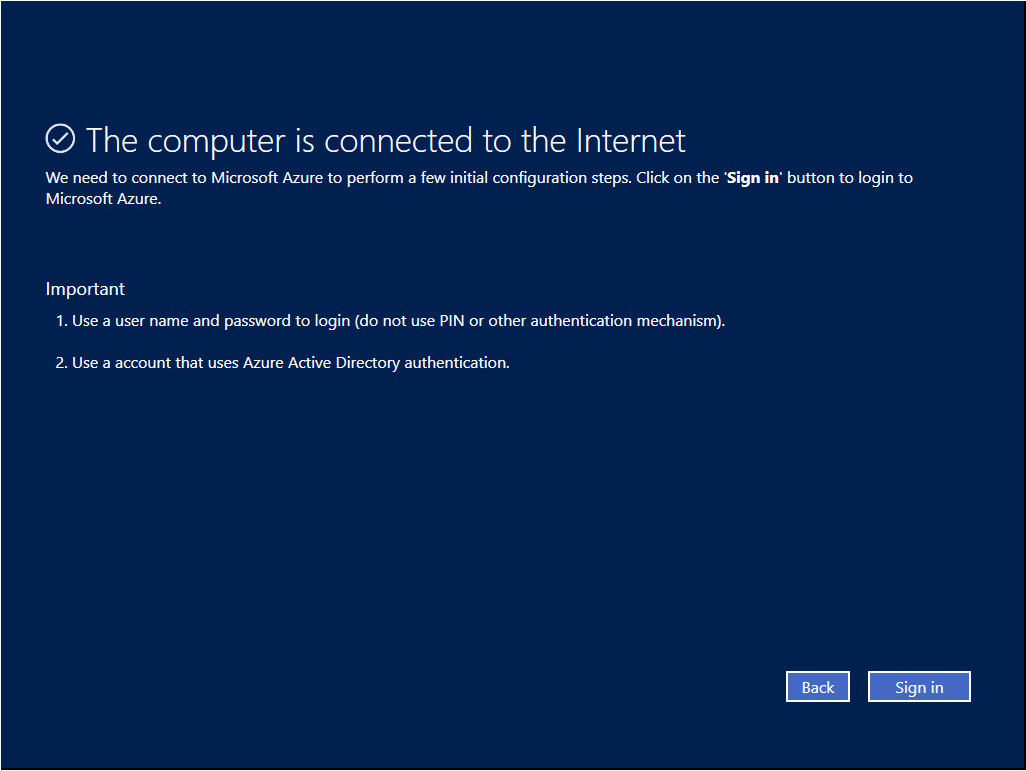 The computer is connected to the Internet
We need to connect to Microsoft Azure to perform a few initial configuration steps. Click on the 'Sign in' button to login to
Microsoft Azure.
Important
1. Use a user name and password to login (do not use PIN or other authentication mechanism).
2. Use a account that uses Azure Active Directory authentication.
Back Sign in